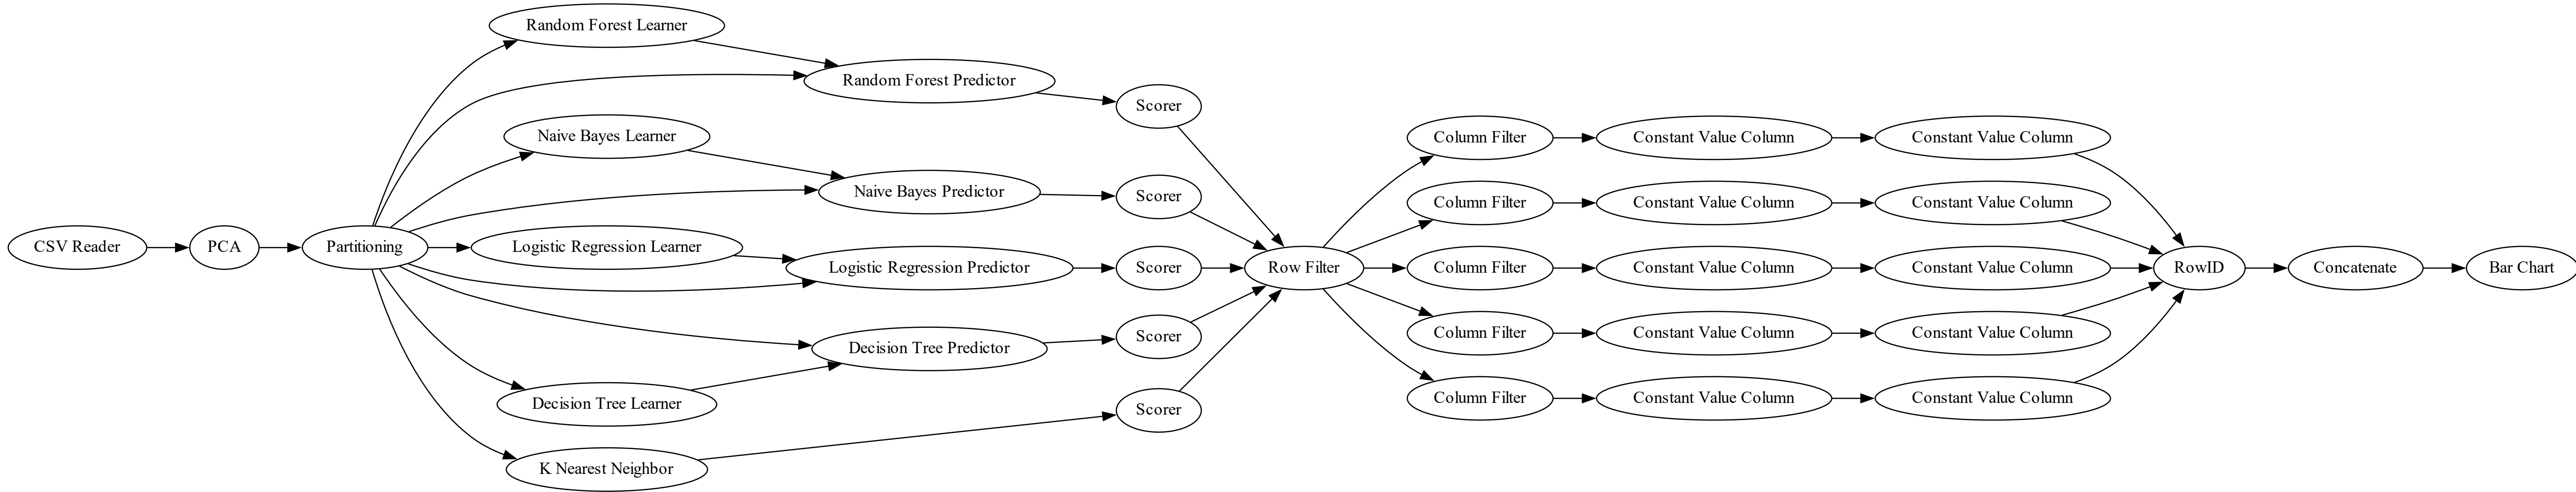 CSV Reader
PCA
Partitioning
Random Forest Learner
Random Forest Predictor
Naive Bayes Learner
Naive Bayes Predictor
Logistic Regression Learner
Logistic Regression Predictor
Decision Tree Predictor
Decision Tree Learner
K Nearest Neighbor
Scorer
Scorer
Scorer
Scorer
Scorer
Row Filter
Column Filter
Constant Value Column
Constant Value Column
Column Filter
Constant Value Column
Constant Value Column
Column Filter
Constant Value Column
Constant Value Column
Column Filter
Constant Value Column
Constant Value Column
Column Filter
Constant Value Column
Constant Value Column
RowID
Concatenate
Bar Chart